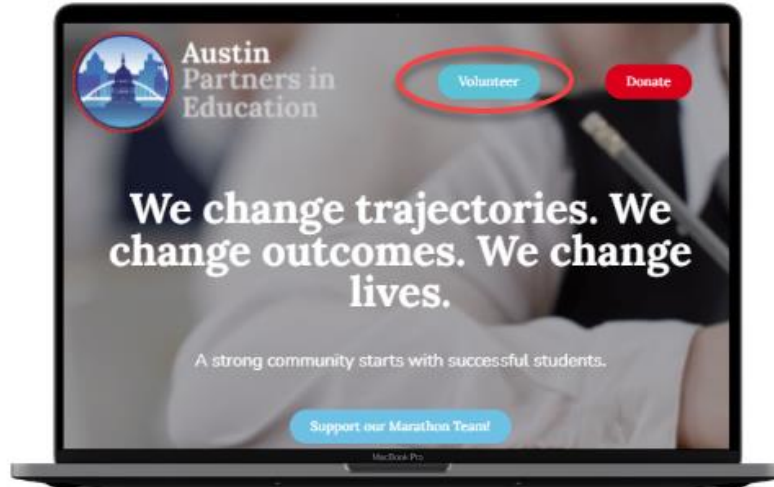 Austin
Partners in
Education
Volunteer
Donate
We change trajectories. We
change outcomes. We change
lives.
A strong community starts with successful students.
Support our Marathon Team!
MacBook Pro